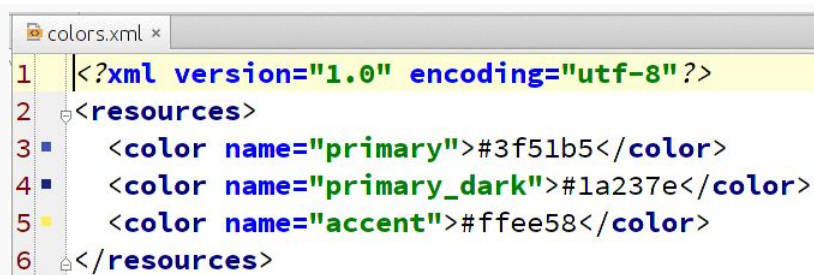 colors.xml ×
1 <?xml version="1.0" encoding="utf-8"?>
2 <resources>
3 <color name="primary">#3f51b5</color>
4 <color name="primary_dark">#1a237e</color>
5 <color name="accent">#ffee58</color>
6 </resources>